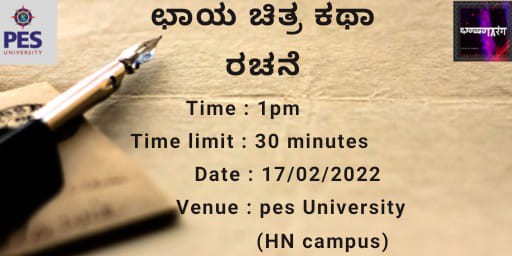 PES
UNIVERSITY
ಛಾಯ ಚಿತ್ರ ಕಥಾ
ರಚನೆ
Time : 1pm
Time limit : 30 minutes
Date : 17/02/2022
Venue : pes University
(HN campus)